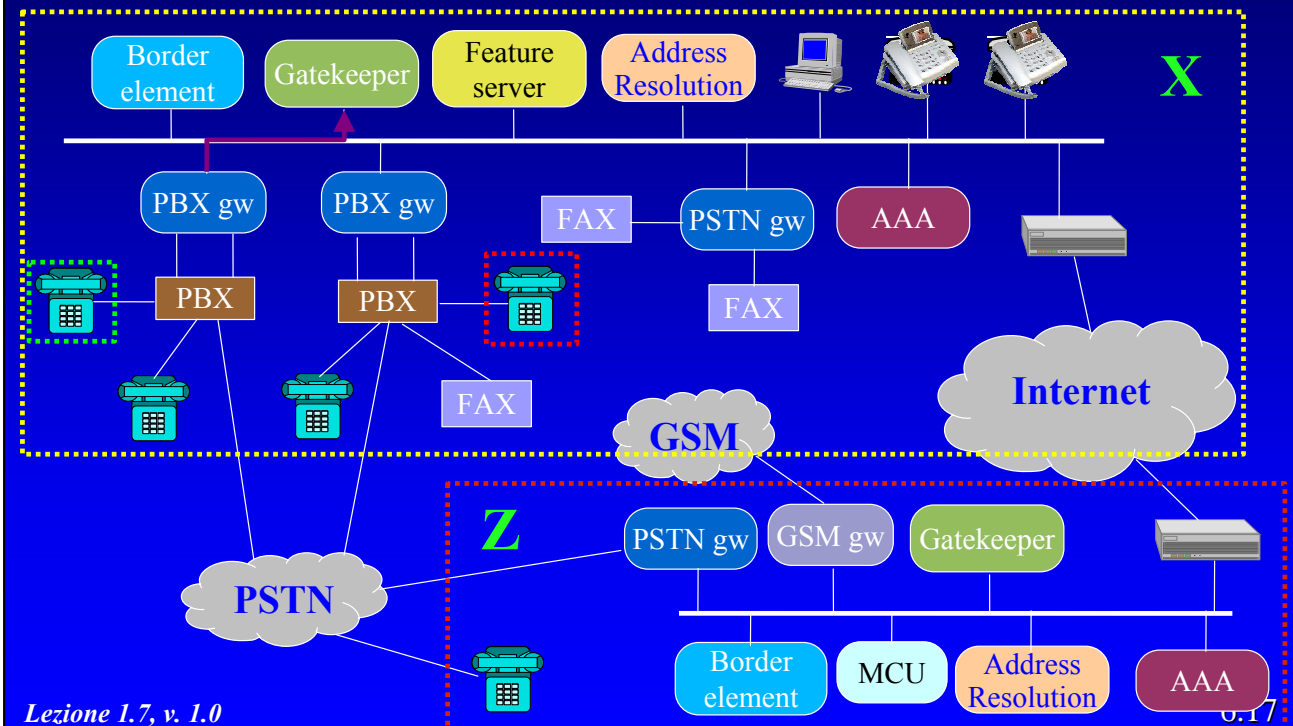 Border
element
Gatekeeper
Feature
server
Address
Resolution
X
PBX gw
PBX gw
FAX
PSTN gw
AAA
PBX
PBX
FAX
FAX
Internet
GSM
Z
PSTN gw
GSM gw
Gatekeeper
PSTN
Border
element
MCU
Address
Resolution
AAA
Lezione 1.7, v. 1.0
6.17